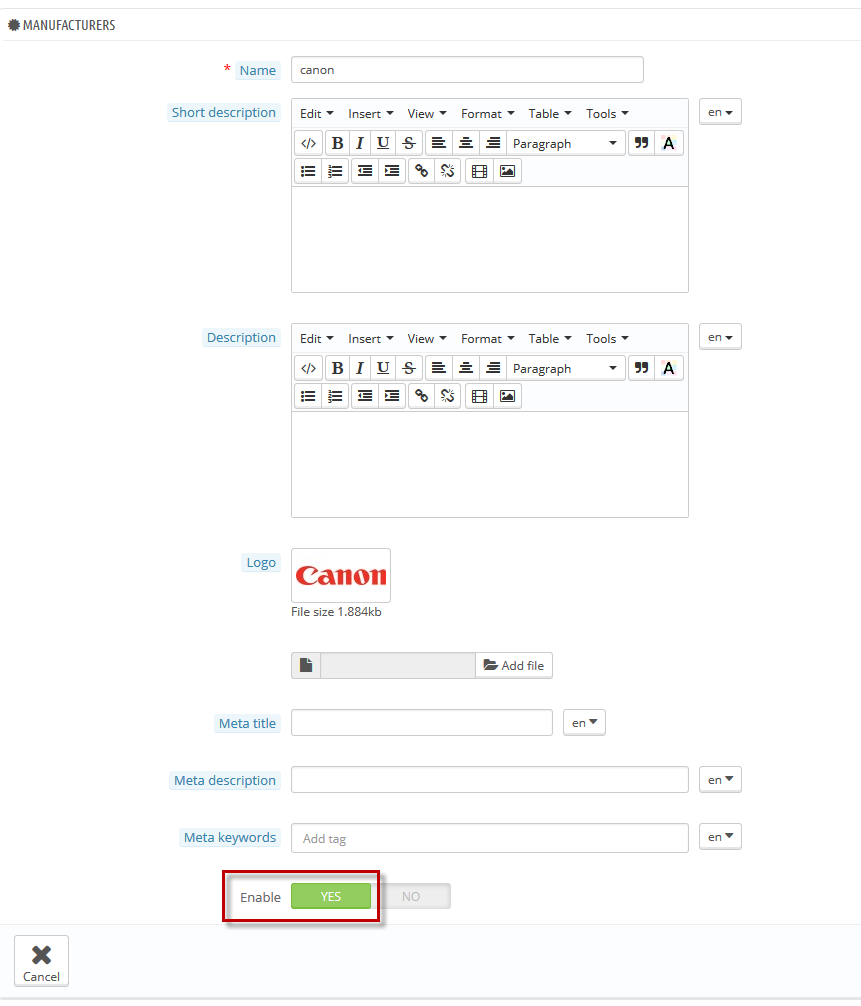 MANUFACTURERS
* Name canon
Short description Edit Insert View Format Table Tools en
</> B I U S Paragraph A
Description Edit Insert View Format Table Tools en
</> B I U S Paragraph A
Logo Canon
File size 1.884kb
Add file
Meta title en
Meta description en
Meta keywords Add tag en
Enable YES NO
Cancel